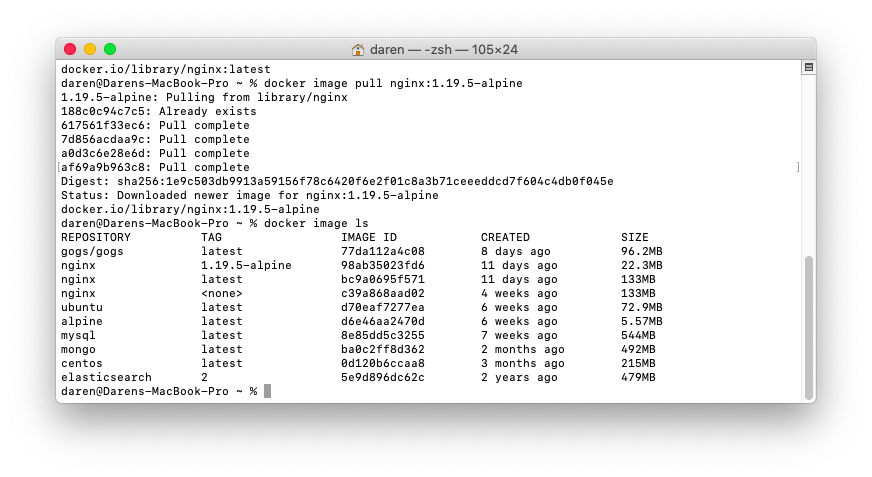 daren — -zsh — 105×24
docker.io/library/nginx:latest
daren@Darens-MacBook-Pro ~ % docker image pull nginx:1.19.5-alpine
1.19.5-alpine: Pulling from library/nginx
188c0c94c7c5: Already exists
617561f33ec6: Pull complete
7d856acdaa9c: Pull complete
a0d3c6e28e6d: Pull complete
[af69a9b963c8: Pull complete ]
Digest: sha256:1e9c503db9913a59156f78c6420f6e2f01c8a3b71ceeeddcd7f604c4db0f045e
Status: Downloaded newer image for nginx:1.19.5-alpine
docker.io/library/nginx:1.19.5-alpine
daren@Darens-MacBook-Pro ~ % docker image ls
REPOSITORY          TAG                 IMAGE ID            CREATED             SIZE
gogs/gogs           latest              77da112a4c08        8 days ago          96.2MB
nginx               1.19.5-alpine       98ab35023fd6        11 days ago         22.3MB
nginx               latest              bc9a0695f571        11 days ago         133MB
nginx               <none>              c39a868aad02        4 weeks ago         133MB
ubuntu              latest              d70eaf7277ea        6 weeks ago         72.9MB
alpine              latest              d6e46aa2470d        6 weeks ago         5.57MB
mysql               latest              8e85dd5c3255        7 weeks ago         544MB
mongo               latest              ba0c2ff8d362        2 months ago        492MB
centos              latest              0d120b6ccaa8        3 months ago        215MB
elasticsearch       2                   5e9d896dc62c        2 years ago         479MB
daren@Darens-MacBook-Pro ~ %